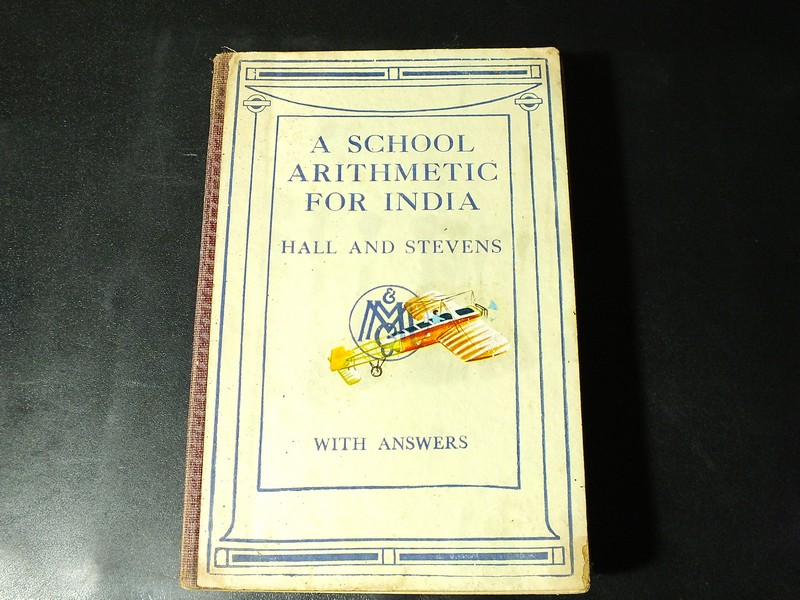 A SCHOOL
ARITHMETIC
FOR INDIA
HALL AND STEVENS
M&M
WITH ANSWERS